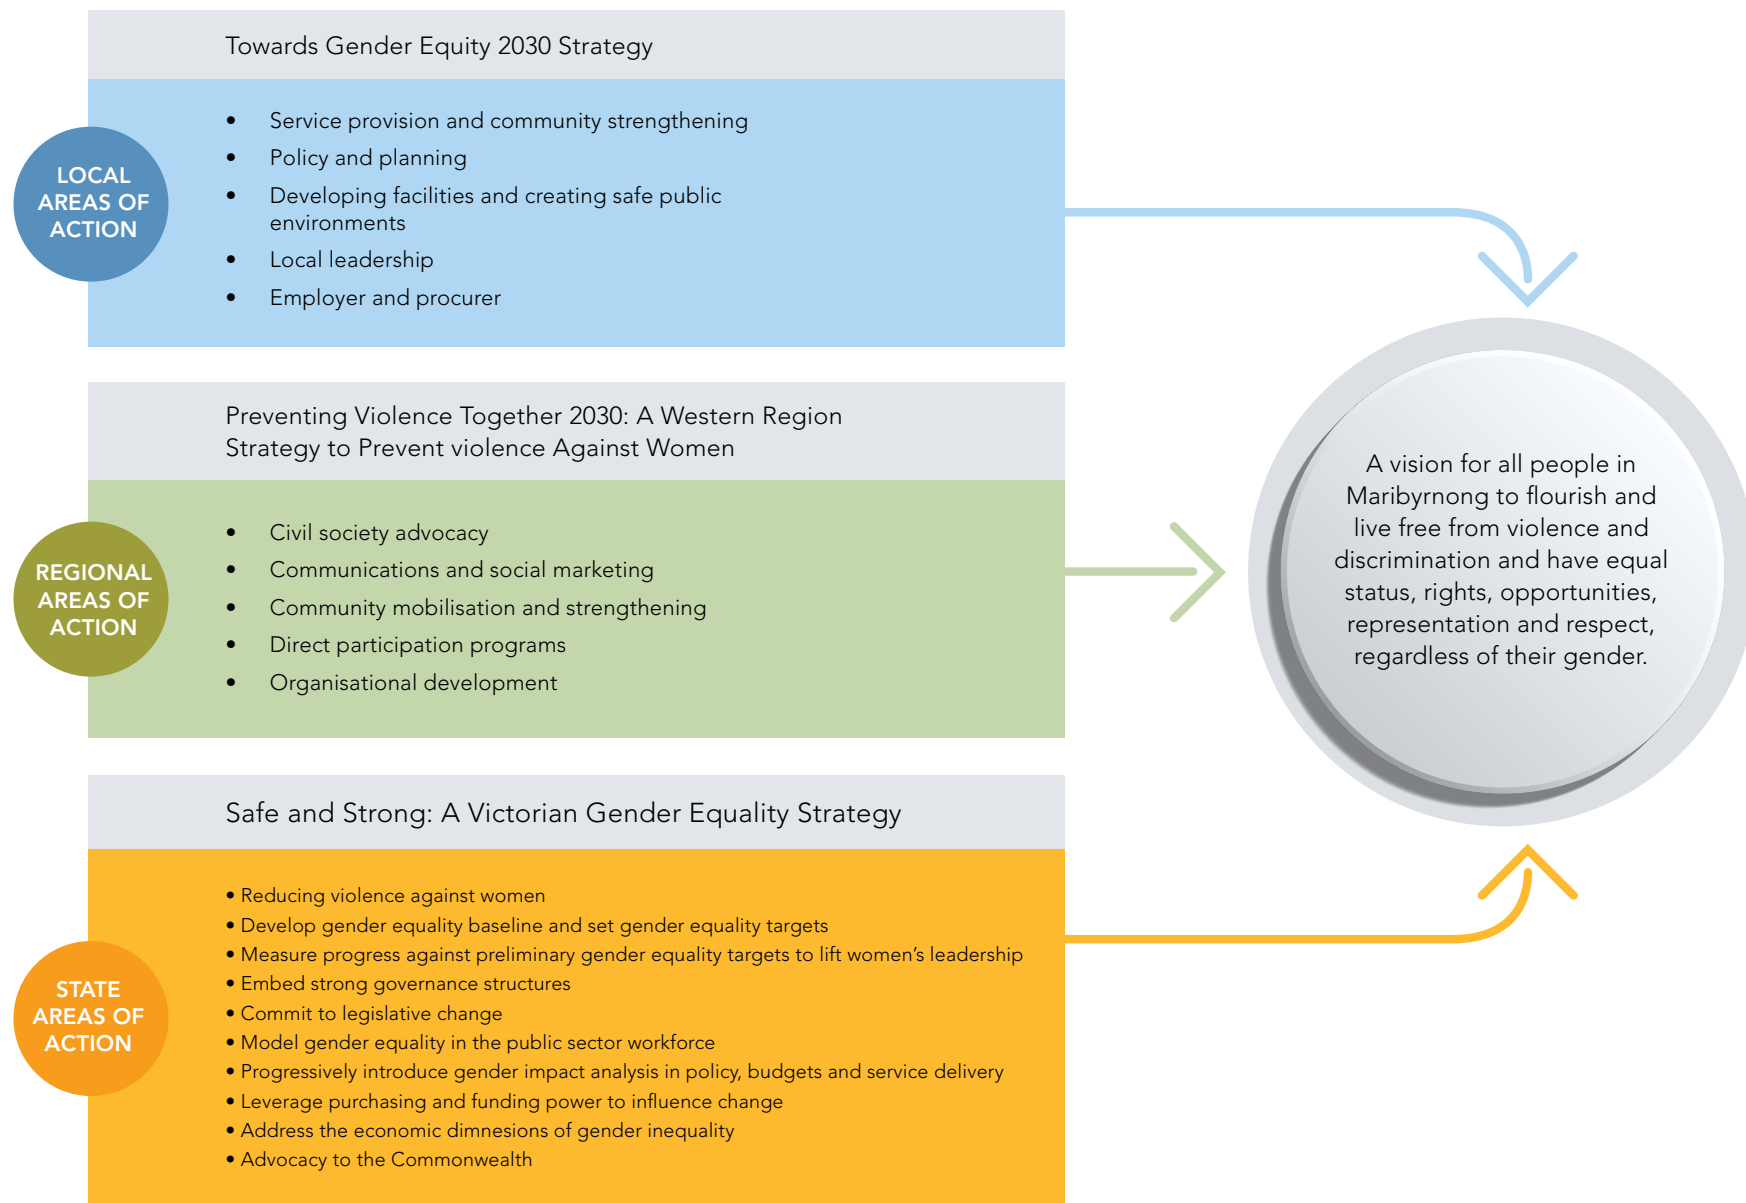 Towards Gender Equity 2030 Strategy
LOCAL
AREAS OF
ACTION
• Service provision and community strengthening
• Policy and planning
• Developing facilities and creating safe public
environments
• Local leadership
• Employer and procurer
Preventing Violence Together 2030: A Western Region
Strategy to Prevent violence Against Women
REGIONAL
AREAS OF
ACTION
• Civil society advocacy
• Communications and social marketing
• Community mobilisation and strengthening
• Direct participation programs
• Organisational development
Safe and Strong: A Victorian Gender Equality Strategy
STATE
AREAS OF
ACTION
• Reducing violence against women
• Develop gender equality baseline and set gender equality targets
• Measure progress against preliminary gender equality targets to lift women’s leadership
• Embed strong governance structures
• Commit to legislative change
• Model gender equality in the public sector workforce
• Progressively introduce gender impact analysis in policy, budgets and service delivery
• Leverage purchasing and funding power to influence change
• Address the economic dimnesions of gender inequality
• Advocacy to the Commonwealth
A vision for all people in
Maribyrnong to flourish and
live free from violence and
discrimination and have equal
status, rights, opportunities,
representation and respect,
regardless of their gender.